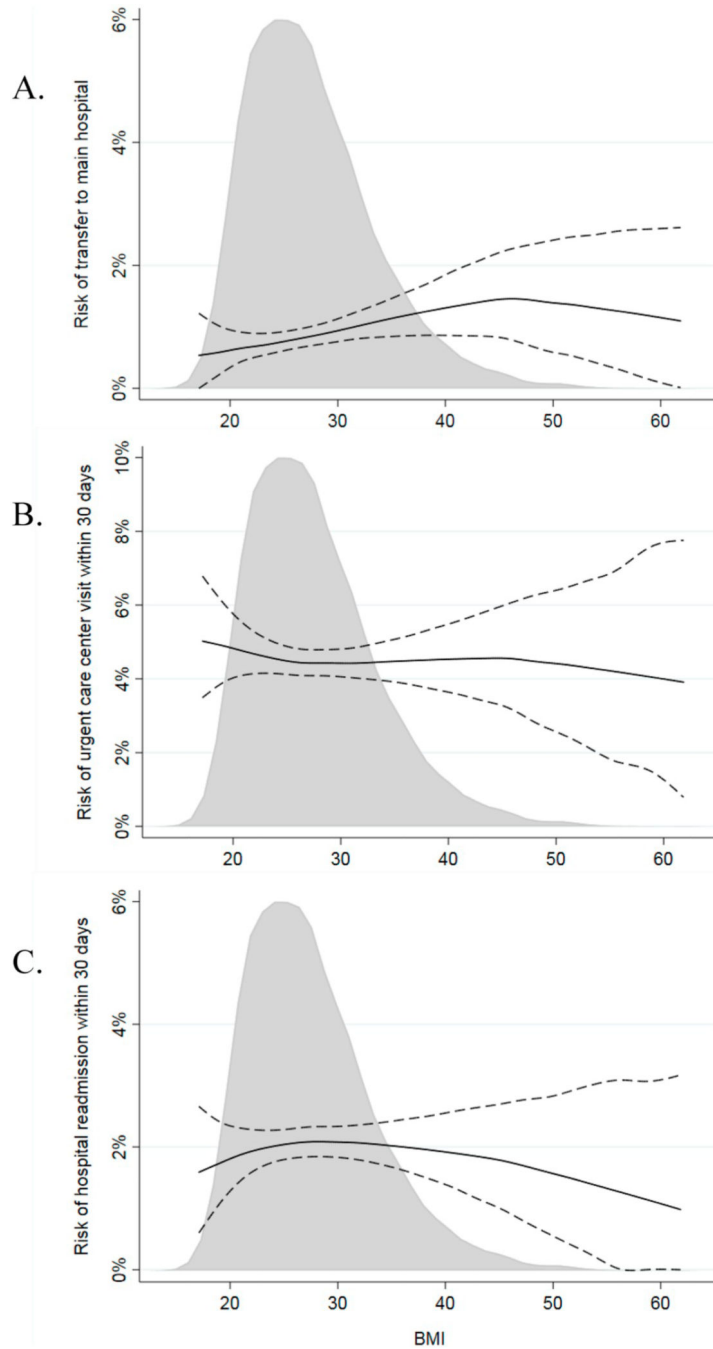 A.
Risk of transfer to main hospital
6%
4%
2%
0%
20 30 40 50 60
B.
Risk of urgent care center visit within 30 days
10%
8%
6%
4%
2%
0%
20 30 40 50 60
C.
Risk of hospital readmission within 30 days
6%
4%
2%
0%
20 30 40 50 60
BMI